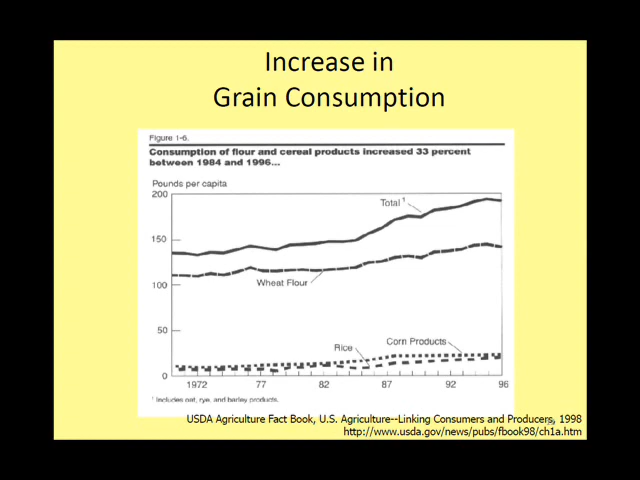 Increase in
Grain Consumption
Figure 1-6.
Consumption of flour and cereal products increased 33 percent
between 1984 and 1996...
Pounds per capita
200
Total 1
150
Wheat Flour
100
50
Rice
Corn Products
0
1972 77 82 87 92 96
1 Includes oat, rye, and barley products.
USDA Agriculture Fact Book, U.S. Agriculture--Linking Consumers and Producers, 1998
http://www.usda.gov/news/pubs/fbook98/ch1a.htm